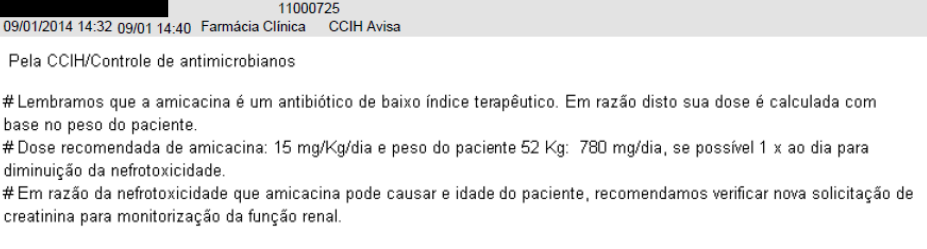 11000725
09/01/2014 14:32 09/01 14:40 Farmácia Clínica CCIH Avisa
Pela CCIH/Controle de antimicrobianos
# Lembramos que a amicacina é um antibiótico de baixo índice terapêutico. Em razão disto sua dose é calculada com
base no peso do paciente.
# Dose recomendada de amicacina: 15 mg/Kg/dia e peso do paciente 52 Kg: 780 mg/dia, se possível 1 x ao dia para
diminuição da nefrotoxicidade.
# Em razão da nefrotoxicidade que amicacina pode causar e idade do paciente, recomendamos verificar nova solicitação de
creatinina para monitorização da função renal.